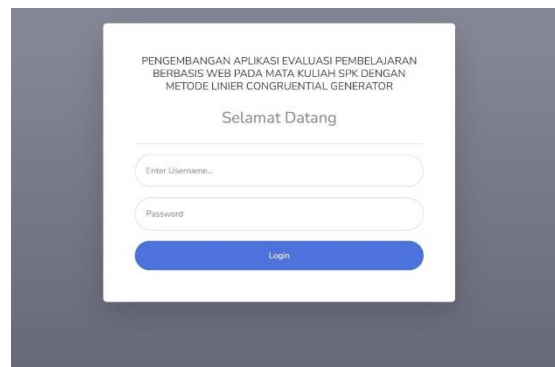 PENGEMBANGAN APLIKASI EVALUASI PEMBELAJARAN
BERBASIS WEB PADA MATA KULIAH SPK DENGAN
METODE LINIER CONGRUENTIAL GENERATOR
Selamat Datang
Enter Username...
Password
Login